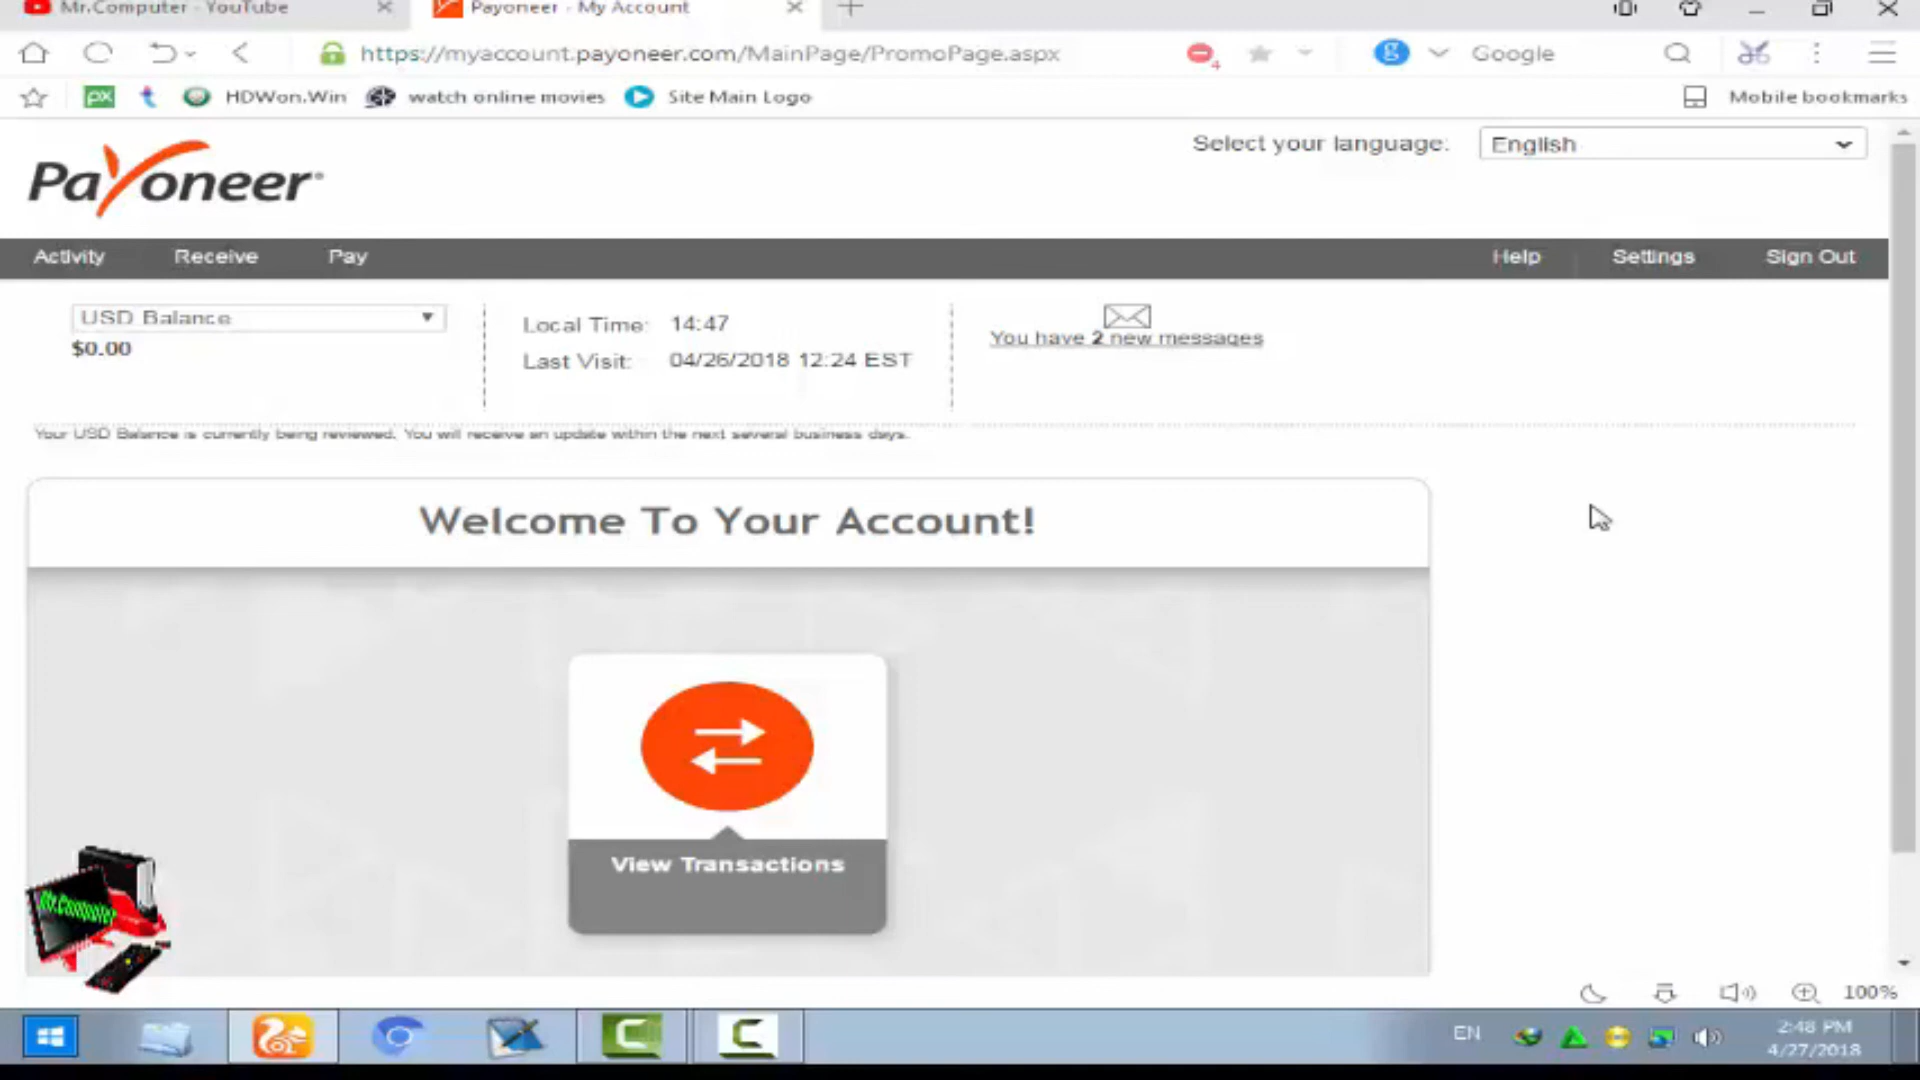 Mr.Computer - YouTube
Payoneer - My Account
https://myaccount.payoneer.com/MainPage/PromoPage.aspx
4
Google
px
HDWon.Win
watch online movies
Site Main Logo
Mobile bookmarks
Payoneer
Select your language:
English
Activity
Receive
Pay
Help
Settings
Sign Out
USD Balance
$0.00
Local Time: 14:47
Last Visit: 04/26/2018 12:24 EST
You have 2 new messages
Your USD Balance is currently being reviewed. You will receive an update within the next several business days.
Welcome To Your Account!
View Transactions
Mr.Computer
100%
EN
2:48 PM
4/27/2018